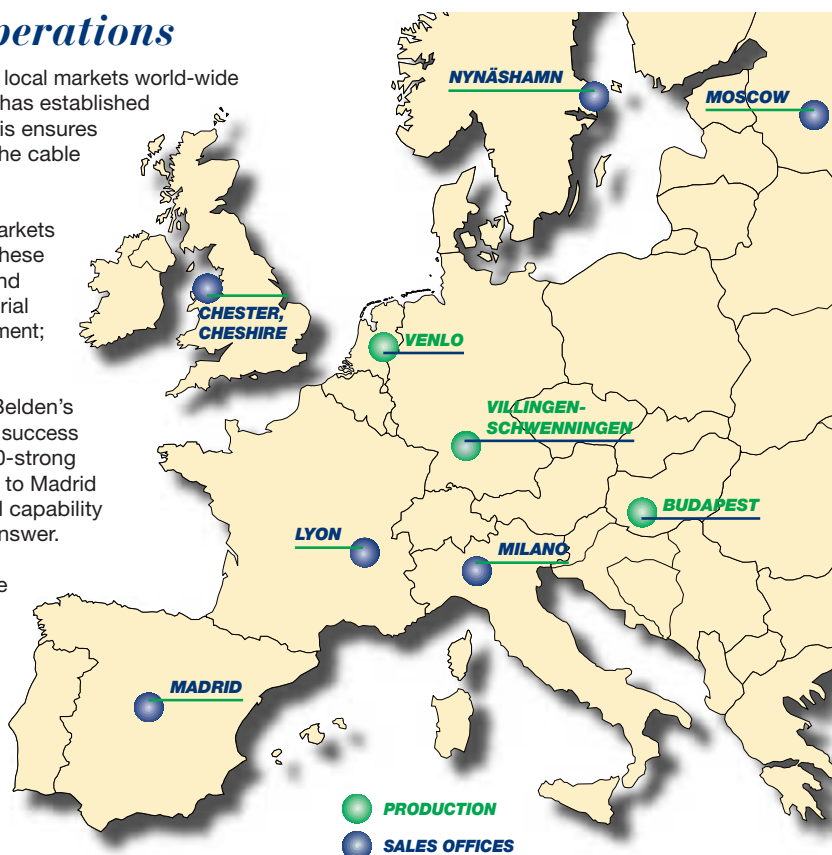 perations
local markets world-wide
has established
is ensures
he cable
arkets
hese
nd
rial
ment;
Belden's
success
0-strong
to Madrid
l capability
nswer.
e
NYNÄSHAMN
MOSCOW
CHESTER,
CHESHIRE
VENLO
VILLINGEN-
SCHWENNINGEN
BUDAPEST
LYON
MILANO
MADRID
PRODUCTION
SALES OFFICES